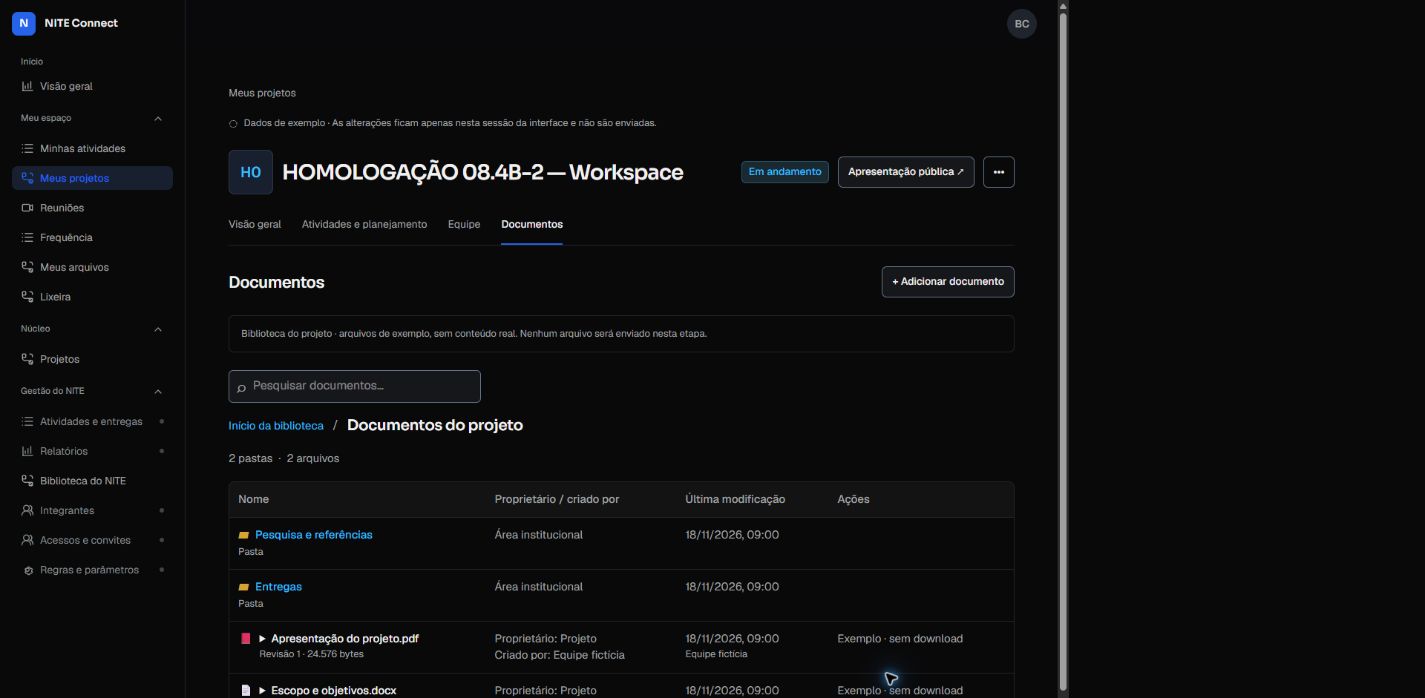 N NITE Connect
BC
Início
Visão geral
Meu espaço
Minhas atividades
Meus projetos
Reuniões
Frequência
Meus arquivos
Lixeira
Núcleo
Projetos
Gestão do NITE
Atividades e entregas
Relatórios
Biblioteca do NITE
Integrantes
Acessos e convites
Regras e parâmetros
Meus projetos
Dados de exemplo · As alterações ficam apenas nesta sessão da interface e não são enviadas.
H0 HOMOLOGAÇÃO 08.4B-2 — Workspace Em andamento Apresentação pública ↗ •••
Visão geral Atividades e planejamento Equipe Documentos
Documentos + Adicionar documento
Biblioteca do projeto · arquivos de exemplo, sem conteúdo real. Nenhum arquivo será enviado nesta etapa.
Pesquisar documentos...
Início da biblioteca / Documentos do projeto
2 pastas · 2 arquivos
Nome Proprietário / criado por Última modificação Ações
Pesquisa e referências Área institucional 18/11/2026, 09:00
Pasta
Entregas Área institucional 18/11/2026, 09:00
Pasta
▶ Apresentação do projeto.pdf Proprietário: Projeto 18/11/2026, 09:00 Exemplo · sem download
Revisão 1 · 24.576 bytes Criado por: Equipe fictícia Equipe fictícia
▶ Escopo e objetivos.docx Proprietário: Projeto 18/11/2026, 09:00 Exemplo · sem download